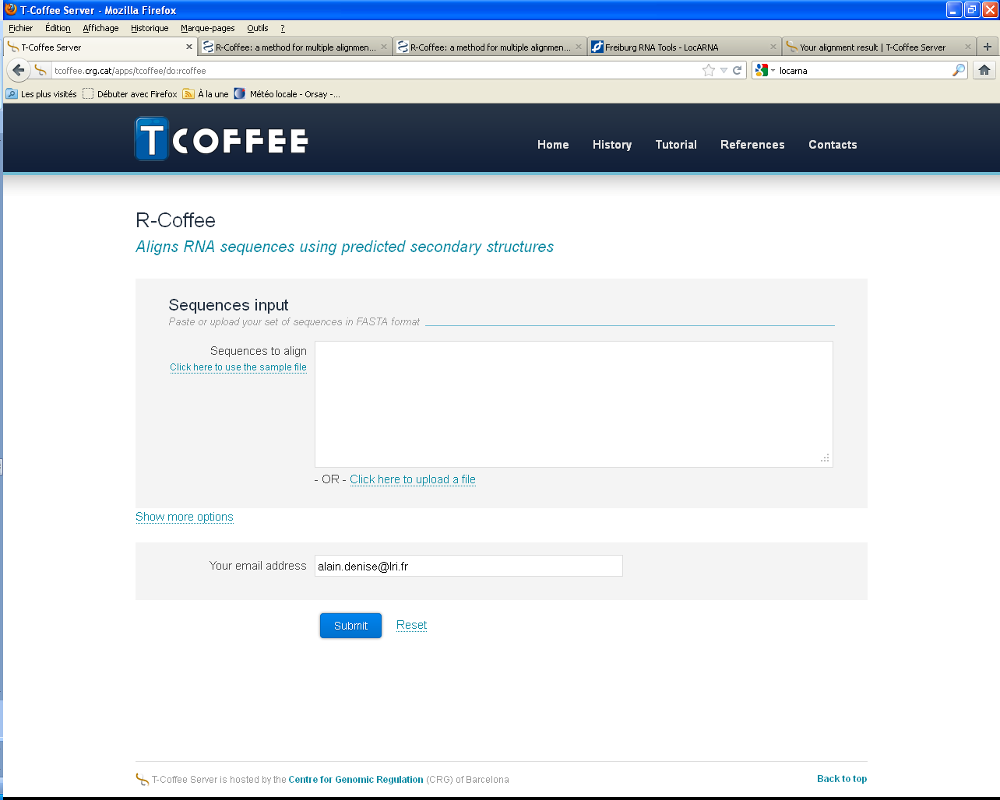 T-Coffee Server - Mozilla Firefox
Fichier Édition Affichage Historique Marque-pages Outils ?
T-Coffee Server R-Coffee: a method for multiple alignmen... R-Coffee: a method for multiple alignmen... Freiburg RNA Tools - LocARNA Your alignment result | T-Coffee Server
tcoffee.crg.cat/apps/tcoffee/do:rcoffee locarna
Les plus visités Débuter avec Firefox À la une Météo locale - Orsay -...
T COFFEE
Home History Tutorial References Contacts
R-Coffee
Aligns RNA sequences using predicted secondary structures
Sequences input
Paste or upload your set of sequences in FASTA format
Sequences to align
Click here to use the sample file
- OR - Click here to upload a file
Show more options
Your email address alain.denise@lri.fr
Submit Reset
T-Coffee Server is hosted by the Centre for Genomic Regulation (CRG) of Barcelona Back to top